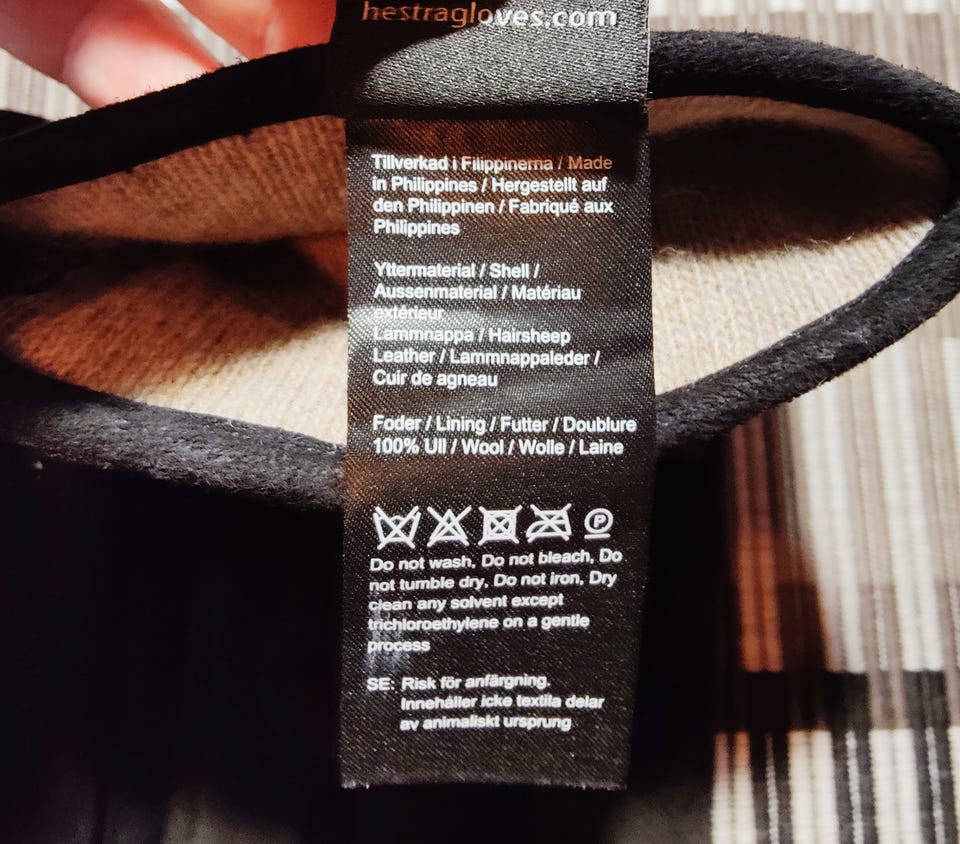 hestragloves.com
Tillverkad i Filippinerna / Made
in Philippines / Hergestellt auf
den Philippinen / Fabriqué aux
Philippines
Yttermaterial / Shell /
Aussenmaterial / Matériau
extérieur
Lammnappa / Hairsheep
Leather / Lammnappaleder /
Cuir de agneau
Foder / Lining / Futter / Doublure
100% Ull / Wool / Wolle / Laine
P
Do not wash, Do not bleach, Do
not tumble dry, Do not iron, Dry
clean any solvent except
trichloroethylene on a gentle
process
SE: Risk för anfärgning.
Innehåller icke textila delar
av animaliskt ursprung